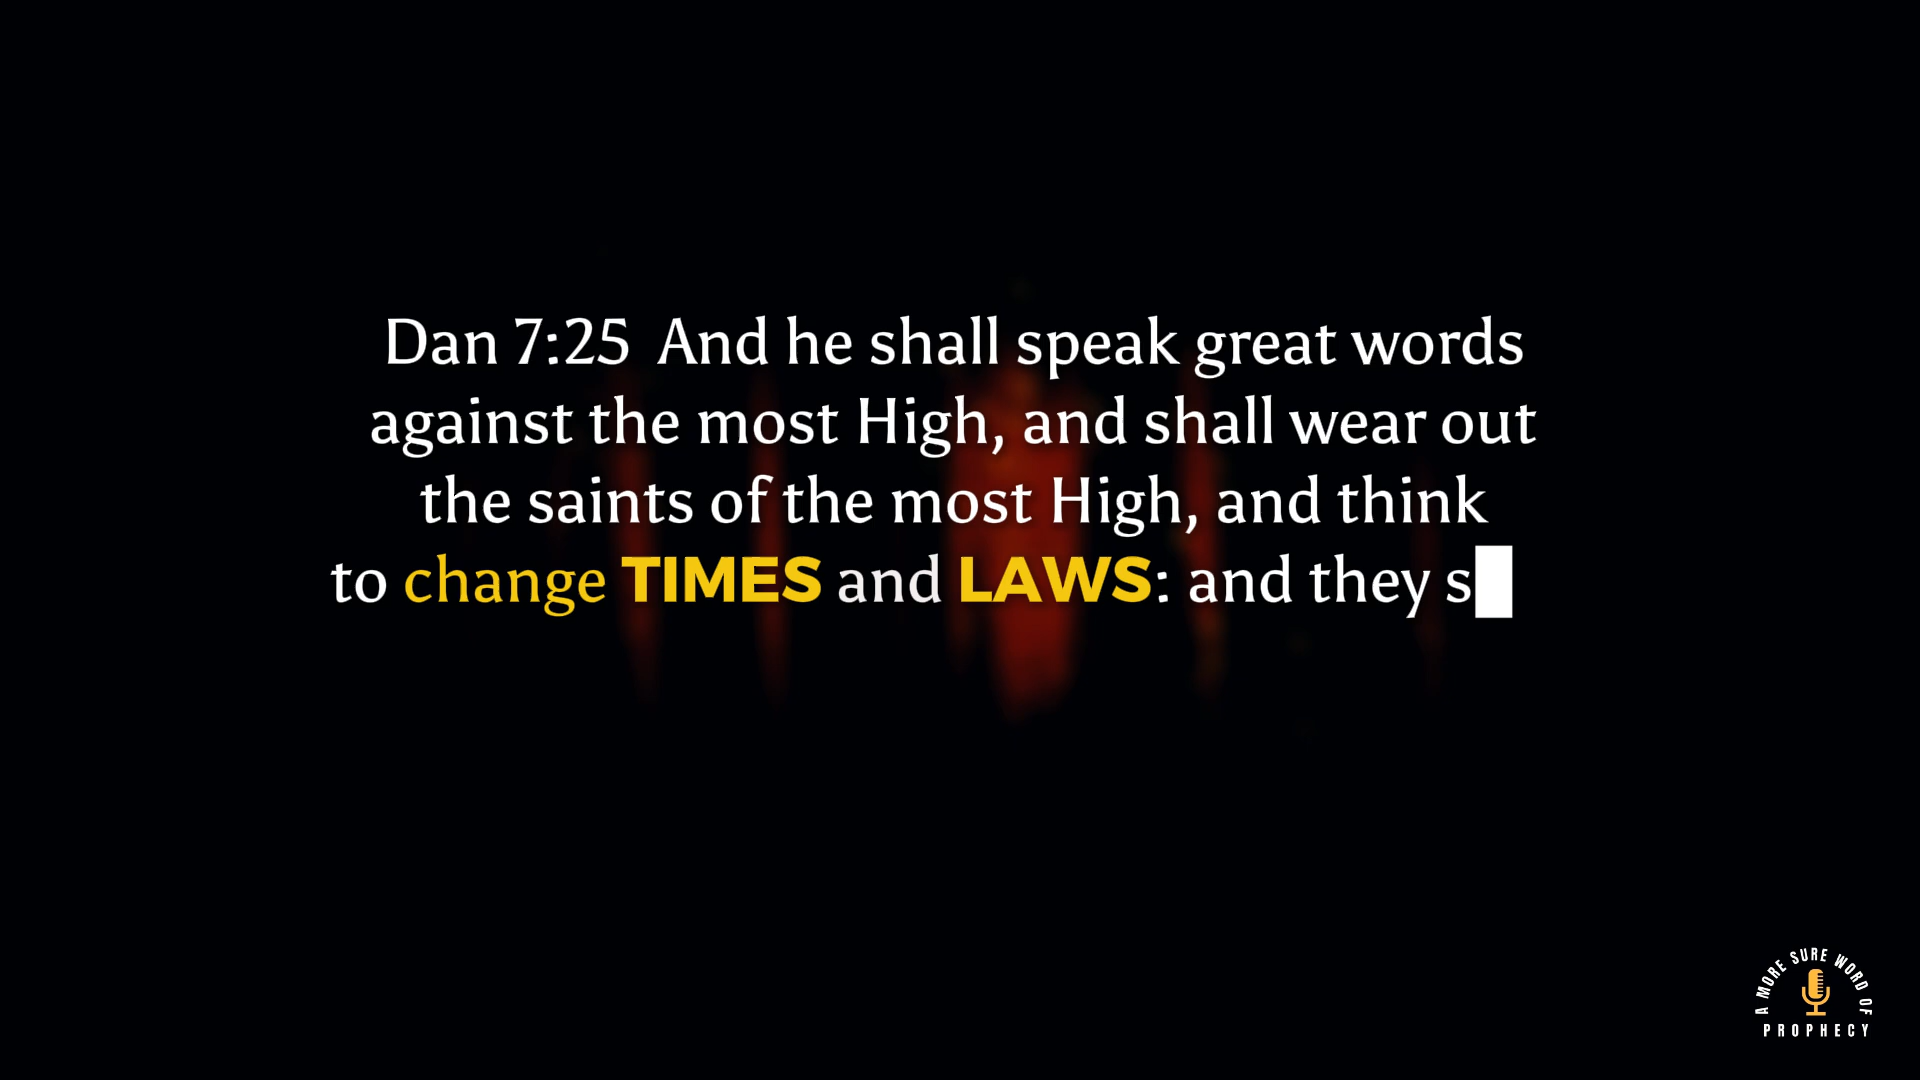 Dan 7:25  And he shall speak great words
against the most High, and shall wear out
the saints of the most High, and think
to change TIMES and LAWS: and they s
A MORE SURE WORD OF
PROPHECY